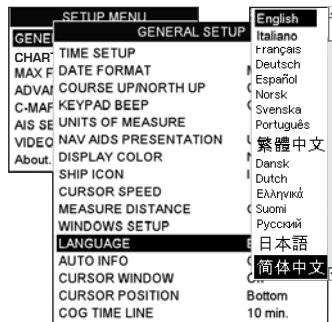 SETUP MENU
GENE
CHART
MAX F
ADVAN
C-MAP
AIS SE
VIDEO
About.
GENERAL SETUP
TIME SETUP
DATE FORMAT
COURSE UP/NORTH UP
KEYPAD BEEP
UNITS OF MEASURE
NAV AIDS PRESENTATION
DISPLAY COLOR
SHIP ICON
CURSOR SPEED
MEASURE DISTANCE
WINDOWS SETUP
LANGUAGE
AUTO INFO
CURSOR WINDOW
CURSOR POSITION Bottom
COG TIME LINE 10 min.
English
Italiano
Français
Deutsch
Español
Norsk
Svenska
Português
繁體中文
Dansk
Dutch
Ελληνικά
Suomi
Русский
日本語
简体中文